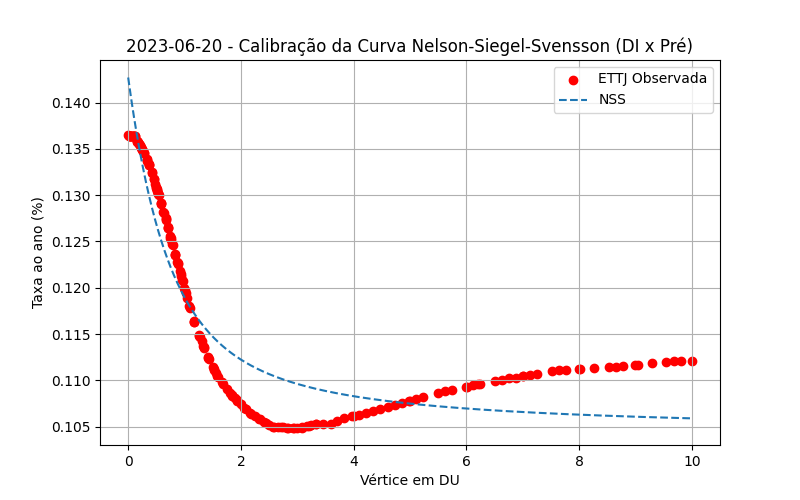 2023-06-20 - Calibração da Curva Nelson-Siegel-Svensson (DI x Pré)
ETTJ Observada
NSS
Taxa ao ano (%)
0.140
0.135
0.130
0.125
0.120
0.115
0.110
0.105
0 2 4 6 8 10
Vértice em DU